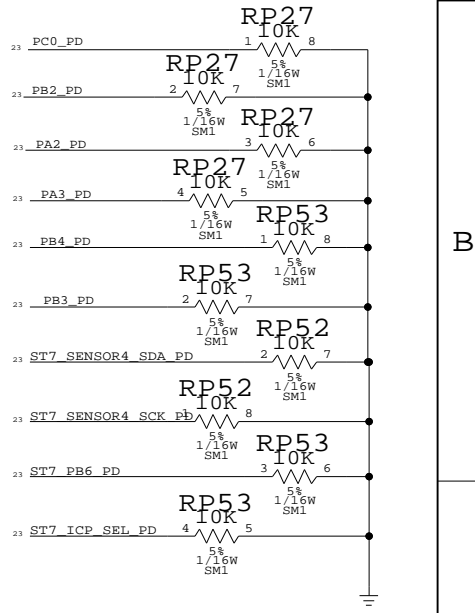 RP27
10K
23 PC0_PD 1 8
5%
1/16W
SM1
RP27
10K
23 PB2_PD 2 7
5%
1/16W
SM1
RP27
10K
23 PA2_PD 3 6
5%
1/16W
SM1
RP27
10K
23 PA3_PD 4 5
5%
1/16W
SM1
RP53
10K
23 PB4_PD 1 8
5%
1/16W
SM1
B
RP53
10K
23 PB3_PD 2 7
5%
1/16W
SM1
RP52
10K
23 ST7_SENSOR4_SDA_PD 2 7
5%
1/16W
SM1
RP52
10K
23 ST7_SENSOR4_SCK_PD 1 8
5%
1/16W
SM1
RP53
10K
23 ST7_PB6_PD 3 6
5%
1/16W
SM1
RP53
10K
23 ST7_ICP_SEL_PD 4 5
5%
1/16W
SM1